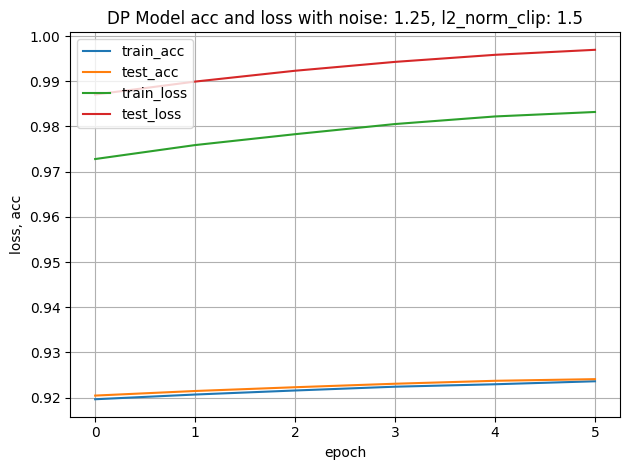 DP Model acc and loss with noise: 1.25, l2_norm_clip: 1.5
1.00
0.99
0.98
0.97
0.96
0.95
0.94
0.93
0.92
loss, acc
train_acc
test_acc
train_loss
test_loss
0 1 2 3 4 5
epoch